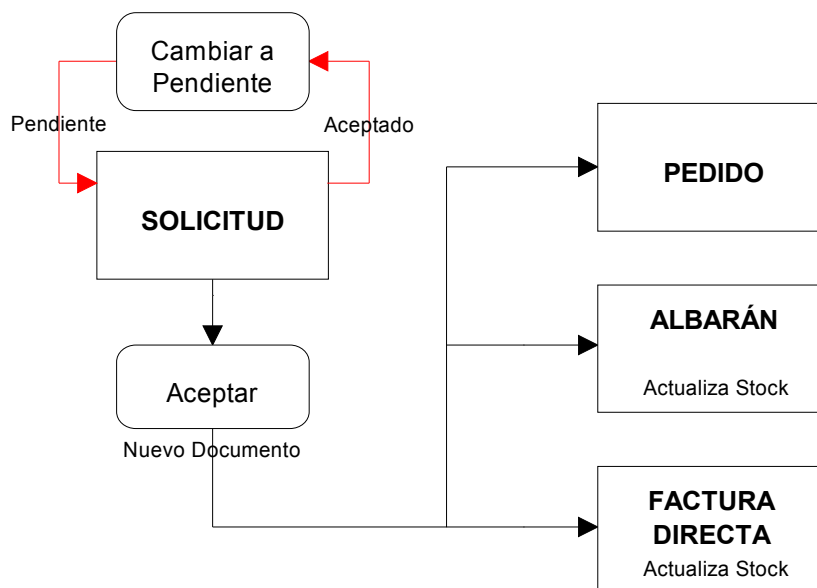 Cambiar a
Pendiente
Pendiente
Aceptado
SOLICITUD
Aceptar
Nuevo Documento
PEDIDO
ALBARÁN
Actualiza Stock
FACTURA
DIRECTA
Actualiza Stock